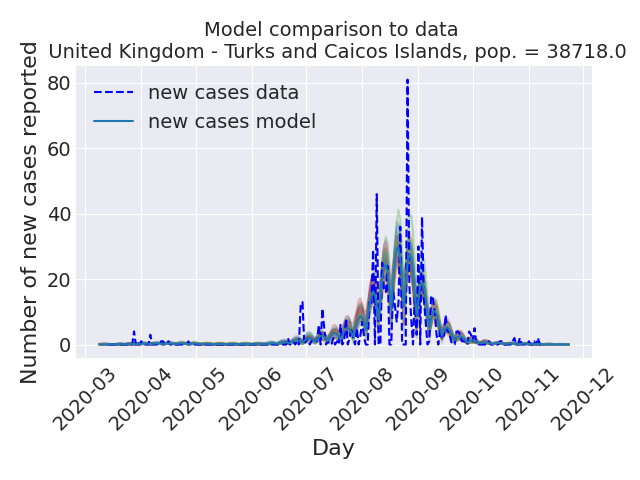 Model comparison to data
United Kingdom - Turks and Caicos Islands, pop. = 38718.0
Number of new cases reported
80
60
40
20
0
new cases data
new cases model
2020-03
2020-04
2020-05
2020-06
2020-07
2020-08
2020-09
2020-10
2020-11
2020-12
Day